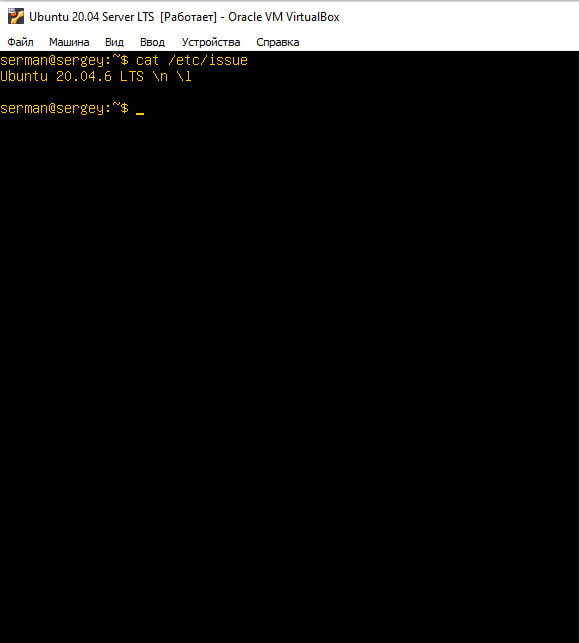 Ubuntu 20.04 Server LTS [Работает] - Oracle VM VirtualBox
Файл Машина Вид Ввод Устройства Справка
serman@sergey:~$ cat /etc/issue
Ubuntu 20.04.6 LTS \n \l
serman@sergey:~$ _